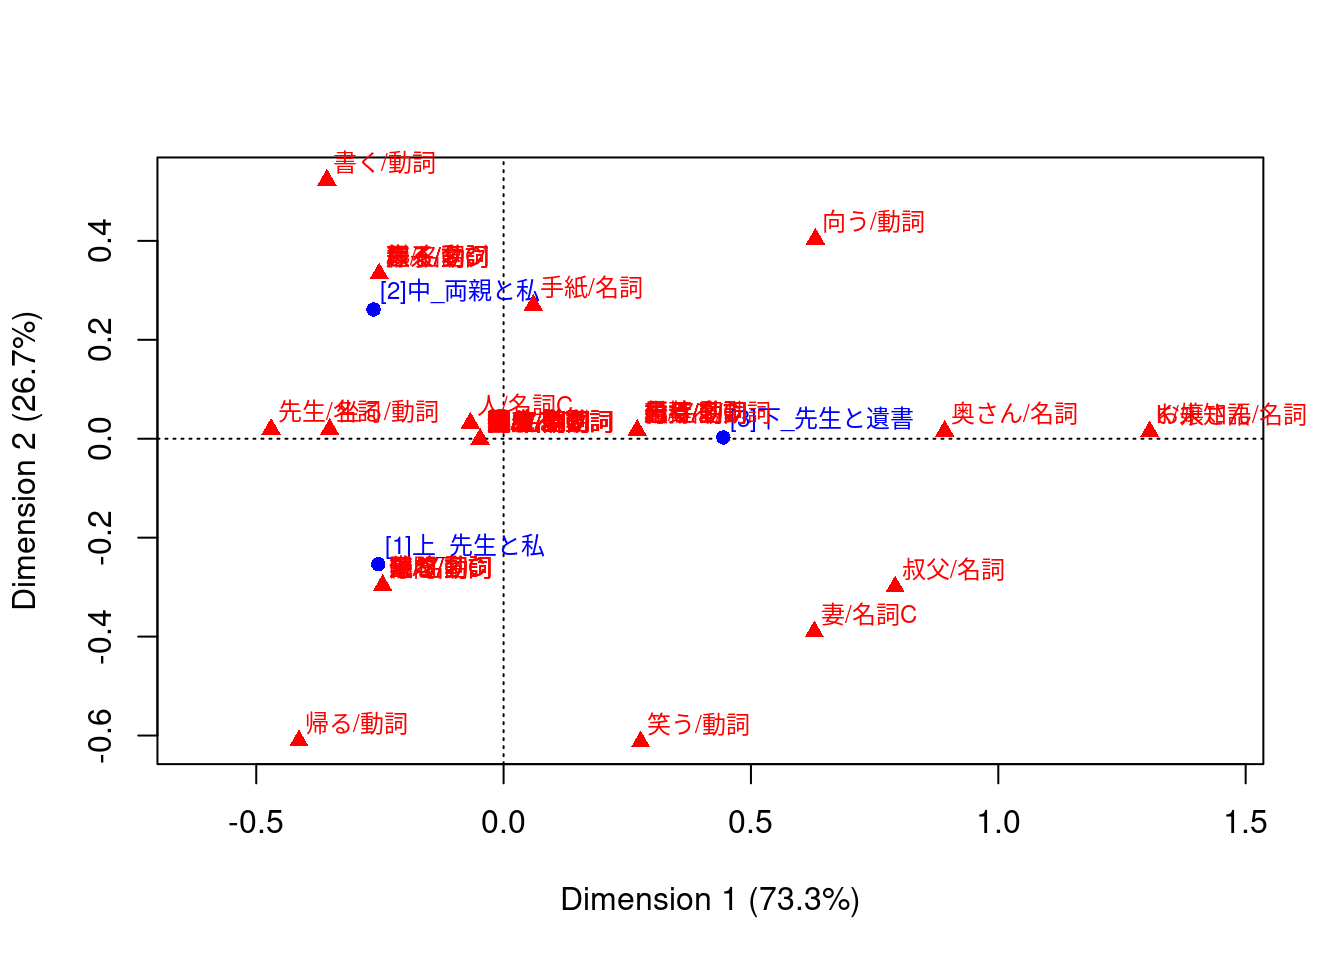 書く/動詞
向う/動詞
[2]中_両親と私
手紙/名詞
先生/名詞
坐る/動詞
人/名詞C
[3]下_先生と遺書
奥さん/名詞
[1]上_先生と私
叔父/名詞
妻/名詞C
帰る/動詞
笑う/動詞
0.4
0.2
0.0
-0.2
-0.4
-0.6
-0.5
0.0
0.5
1.0
1.5
Dimension 1 (73.3%)
Dimension 2 (26.7%)